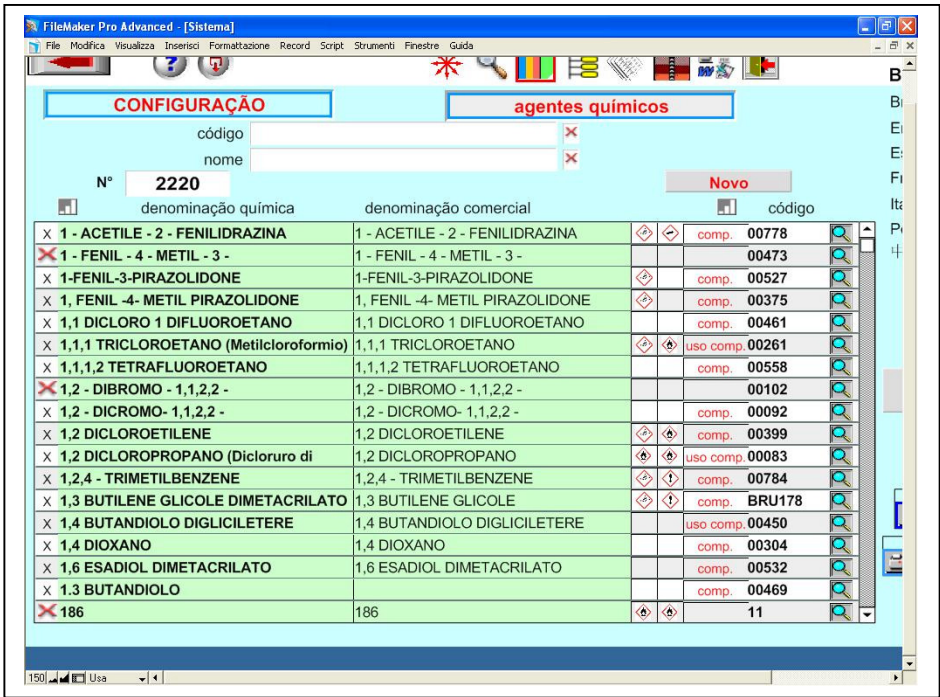 FileMaker Pro Advanced - [Sistema]
File Modifica Visualizza Inserisci Formattazione Record Script Strumenti Finestre Guida
CONFIGURAÇÃO agentes químicos
código
nome
N° 2220 Novo
denominação química denominação comercial código
X 1 - ACETILE - 2 - FENILIDRAZINA 1 - ACETILE - 2 - FENILIDRAZINA comp. 00778
1 - FENIL - 4 - METIL - 3 - 1 - FENIL - 4 - METIL - 3 - 00473
X 1-FENIL-3-PIRAZOLIDONE 1-FENIL-3-PIRAZOLIDONE comp. 00527
X 1, FENIL -4- METIL PIRAZOLIDONE 1, FENIL -4- METIL PIRAZOLIDONE comp. 00375
X 1,1 DICLORO 1 DIFLUOROETANO 1,1 DICLORO 1 DIFLUOROETANO comp. 00461
X 1,1,1 TRICLOROETANO (Metilcloroformio) 1,1,1 TRICLOROETANO uso comp. 00261
X 1,1,1,2 TETRAFLUOROETANO 1,1,1,2 TETRAFLUOROETANO comp. 00558
1,2 - DIBROMO - 1,1,2,2 - 1,2 - DIBROMO - 1,1,2,2 - 00102
X 1,2 - DICROMO- 1,1,2,2 - 1,2 - DICROMO- 1,1,2,2 - comp. 00092
X 1,2 DICLOROETILENE 1,2 DICLOROETILENE comp. 00399
X 1,2 DICLOROPROPANO (Dicloruro di 1,2 DICLOROPROPANO uso comp. 00083
X 1,2,4 - TRIMETILBENZENE 1,2,4 - TRIMETILBENZENE comp. 00784
X 1,3 BUTILENE GLICOLE DIMETACRILATO 1,3 BUTILENE GLICOLE comp. BRU178
X 1,4 BUTANDIOLO DIGLICILETERE 1,4 BUTANDIOLO DIGLICILETERE uso comp. 00450
X 1,4 DIOXANO 1,4 DIOXANO comp. 00304
X 1,6 ESADIOL DIMETACRILATO 1,6 ESADIOL DIMETACRILATO comp. 00532
X 1.3 BUTANDIOLO comp. 00469
186 186 11
150 Usa